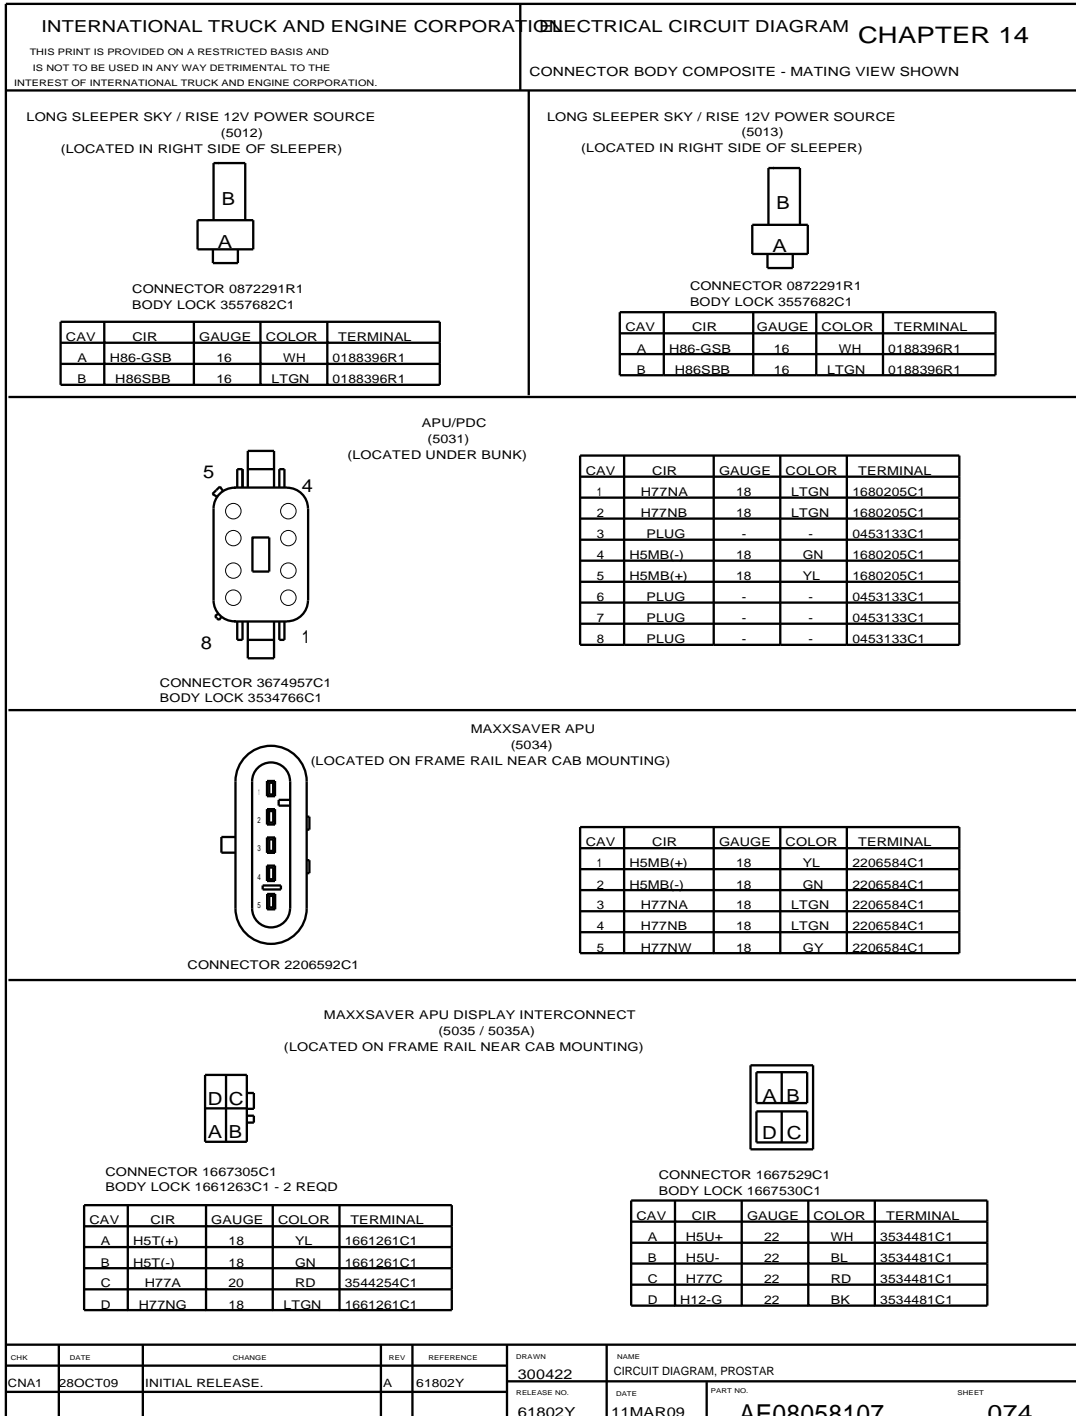 INTERNATIONAL TRUCK AND ENGINE CORPORATION
THIS PRINT IS PROVIDED ON A RESTRICTED BASIS AND
IS NOT TO BE USED IN ANY WAY DETRIMENTAL TO THE
INTEREST OF INTERNATIONAL TRUCK AND ENGINE CORPORATION.
ELECTRICAL CIRCUIT DIAGRAM CHAPTER 14
CONNECTOR BODY COMPOSITE - MATING VIEW SHOWN
LONG SLEEPER SKY / RISE 12V POWER SOURCE
(5012)
(LOCATED IN RIGHT SIDE OF SLEEPER)
B
A
CONNECTOR 0872291R1
BODY LOCK 3557682C1
CAV CIR GAUGE COLOR TERMINAL
A H86-GSB 16 WH 0188396R1
B H86SBB 16 LTGN 0188396R1
LONG SLEEPER SKY / RISE 12V POWER SOURCE
(5013)
(LOCATED IN RIGHT SIDE OF SLEEPER)
B
A
CONNECTOR 0872291R1
BODY LOCK 3557682C1
CAV CIR GAUGE COLOR TERMINAL
A H86-GSB 16 WH 0188396R1
B H86SBB 16 LTGN 0188396R1
APU/PDC
(5031)
(LOCATED UNDER BUNK)
5 4
8 1
CONNECTOR 3674957C1
BODY LOCK 3534766C1
CAV CIR GAUGE COLOR TERMINAL
1 H77NA 18 LTGN 1680205C1
2 H77NB 18 LTGN 1680205C1
3 PLUG - - 0453133C1
4 H5MB(-) 18 GN 1680205C1
5 H5MB(+) 18 YL 1680205C1
6 PLUG - - 0453133C1
7 PLUG - - 0453133C1
8 PLUG - - 0453133C1
MAXXSAVER APU
(5034)
(LOCATED ON FRAME RAIL NEAR CAB MOUNTING)
1
2
3
4
5
CONNECTOR 2206592C1
CAV CIR GAUGE COLOR TERMINAL
1 H5MB(+) 18 YL 2206584C1
2 H5MB(-) 18 GN 2206584C1
3 H77NA 18 LTGN 2206584C1
4 H77NB 18 LTGN 2206584C1
5 H77NW 18 GY 2206584C1
MAXXSAVER APU DISPLAY INTERCONNECT
(5035 / 5035A)
(LOCATED ON FRAME RAIL NEAR CAB MOUNTING)
D C
A B
CONNECTOR 1667305C1
BODY LOCK 1661263C1 - 2 REQD
CAV CIR GAUGE COLOR TERMINAL
A H5T(+) 18 YL 1661261C1
B H5T(-) 18 GN 1661261C1
C H77A 20 RD 3544254C1
D H77NG 18 LTGN 1661261C1
A B
D C
CONNECTOR 1667529C1
BODY LOCK 1667530C1
CAV CIR GAUGE COLOR TERMINAL
A H5U+ 22 WH 3534481C1
B H5U- 22 BL 3534481C1
C H77C 22 RD 3534481C1
D H12-G 22 BK 3534481C1
CHK DATE CHANGE REV REFERENCE
CNA1 28OCT09 INITIAL RELEASE. A 61802Y
DRAWN
300422
NAME
CIRCUIT DIAGRAM, PROSTAR
RELEASE NO.
61802Y
DATE
11MAR09
PART NO.
AE08058107
SHEET
074